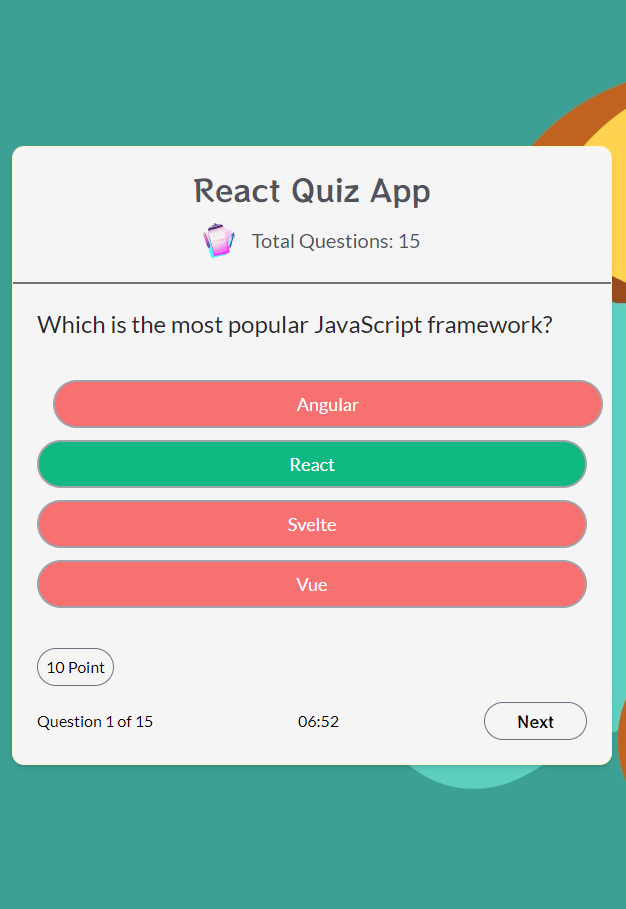 React Quiz App
Total Questions: 15
Which is the most popular JavaScript framework?
Angular
React
Svelte
Vue
10 Point
Question 1 of 15
06:52
Next